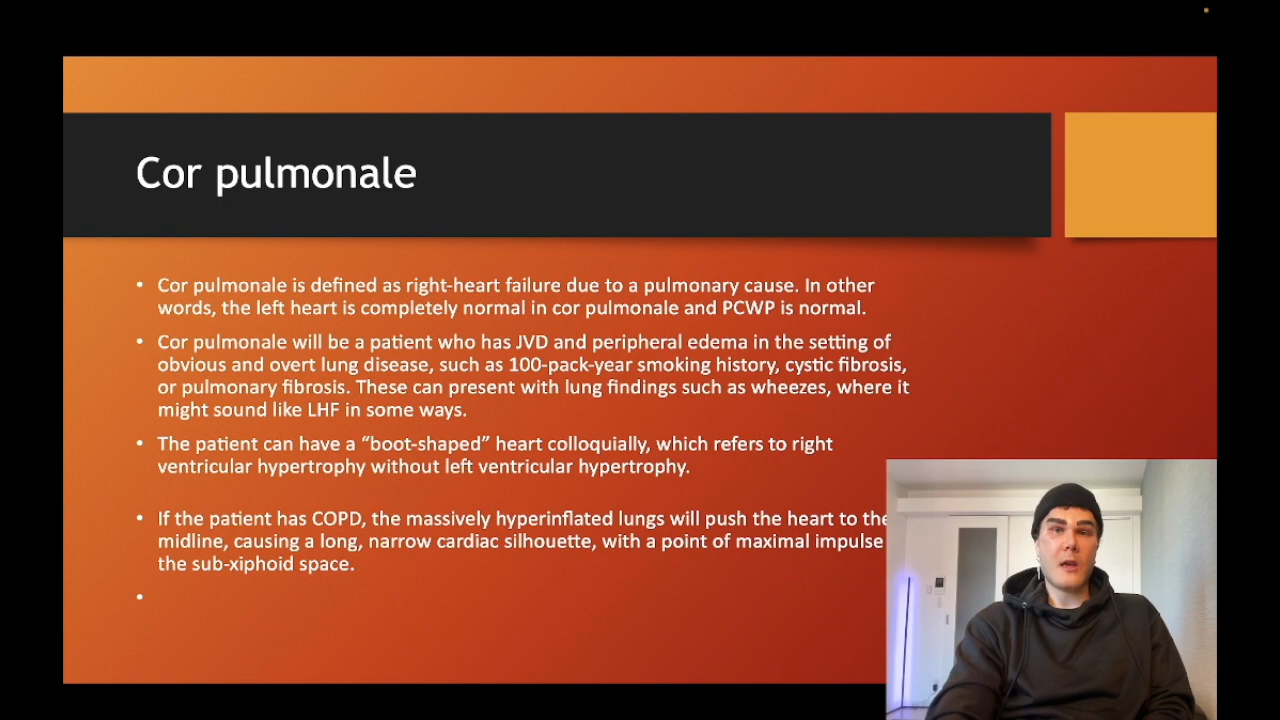 Cor pulmonale
• Cor pulmonale is defined as right-heart failure due to a pulmonary cause. In other
words, the left heart is completely normal in cor pulmonale and PCWP is normal.
• Cor pulmonale will be a patient who has JVD and peripheral edema in the setting of
obvious and overt lung disease, such as 100-pack-year smoking history, cystic fibrosis,
or pulmonary fibrosis. These can present with lung findings such as wheezes, where it
might sound like LHF in some ways.
• The patient can have a “boot-shaped” heart colloquially, which refers to right
ventricular hypertrophy without left ventricular hypertrophy.
• If the patient has COPD, the massively hyperinflated lungs will push the heart to the
midline, causing a long, narrow cardiac silhouette, with a point of maximal impulse
the sub-xiphoid space.
•